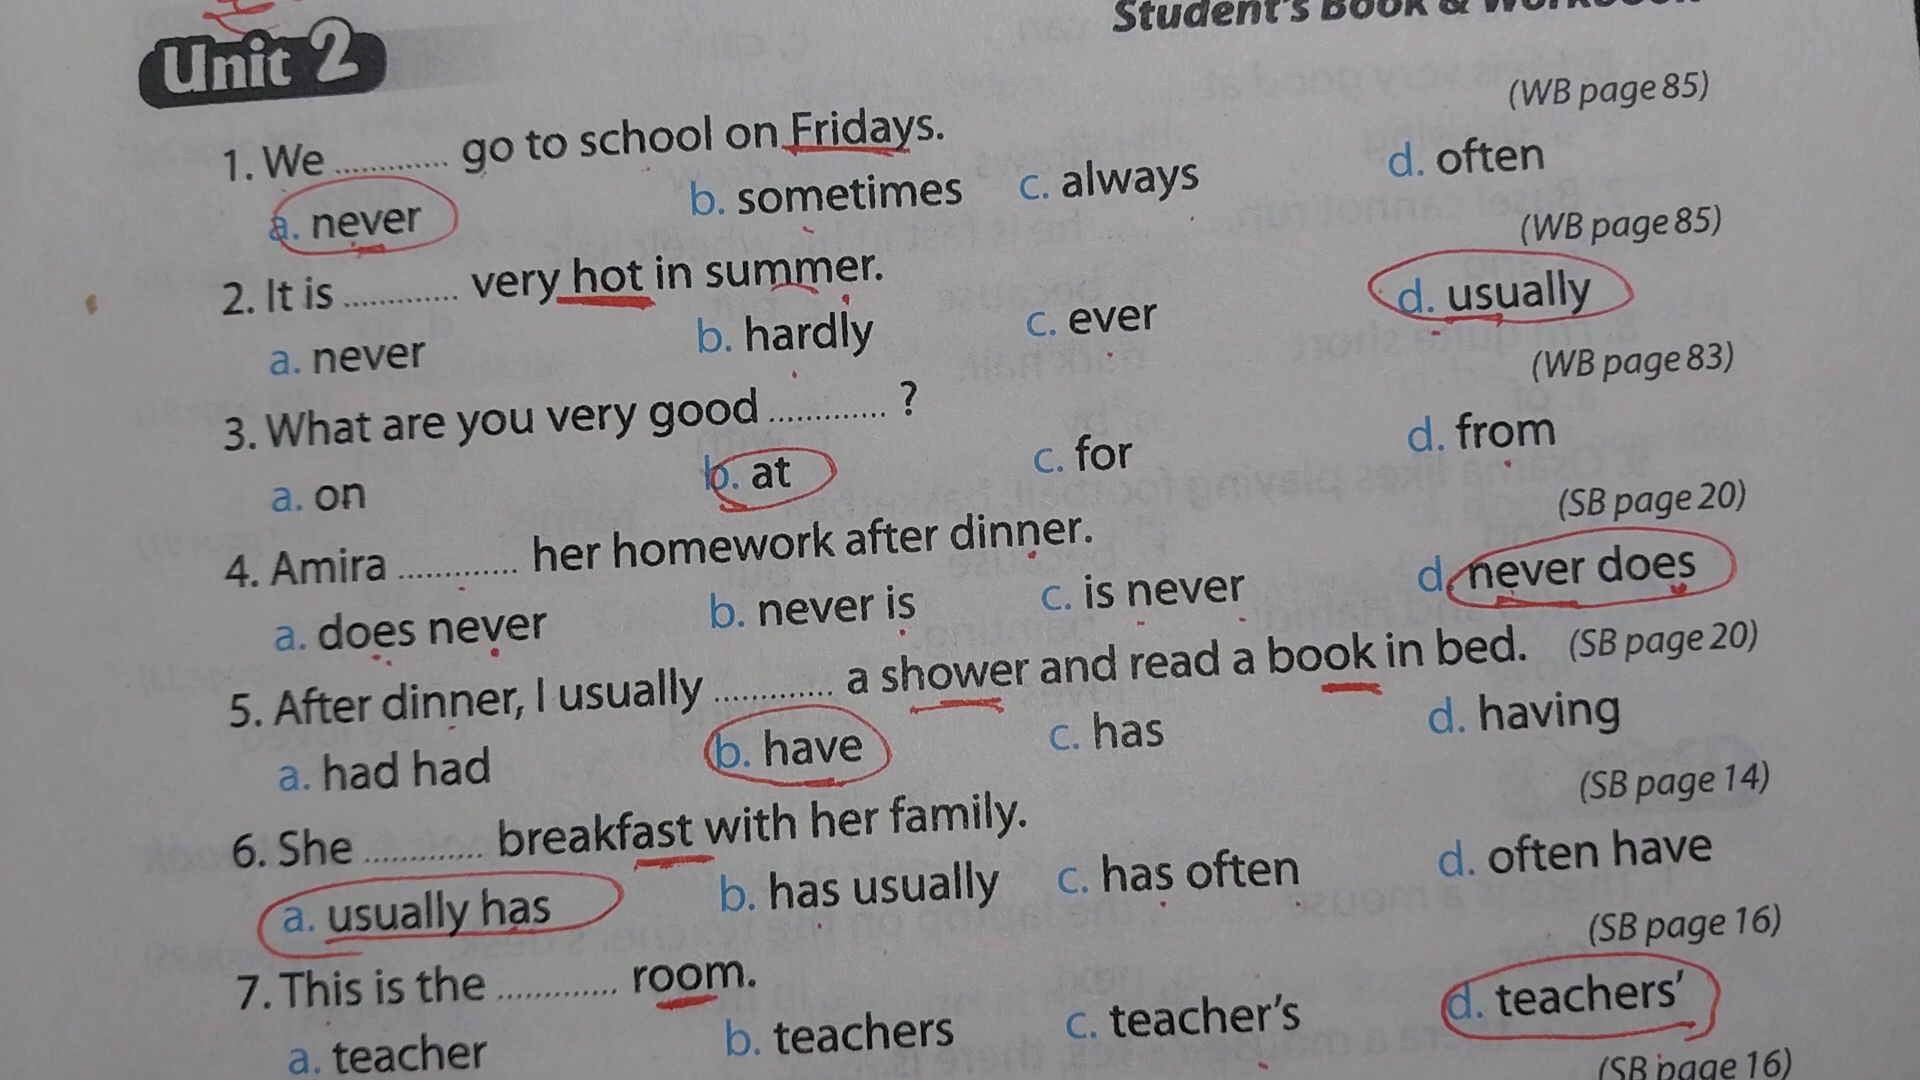 Student's Book &
Unit 2
(WB page 85)
1. We ............ go to school on Fridays.
a. never b. sometimes c. always d. often
(WB page 85)
2. It is ............ very hot in summer.
a. never b. hardly c. ever d. usually
(WB page 83)
3. What are you very good ............ ?
a. on b. at c. for d. from
(SB page 20)
4. Amira ............ her homework after dinner.
a. does never b. never is c. is never d. never does
5. After dinner, I usually ............ a shower and read a book in bed. (SB page 20)
a. had had b. have c. has d. having
(SB page 14)
6. She ............ breakfast with her family.
a. usually has b. has usually c. has often d. often have
(SB page 16)
7. This is the ............ room.
a. teacher b. teachers c. teacher's d. teachers'
(SB page 16)